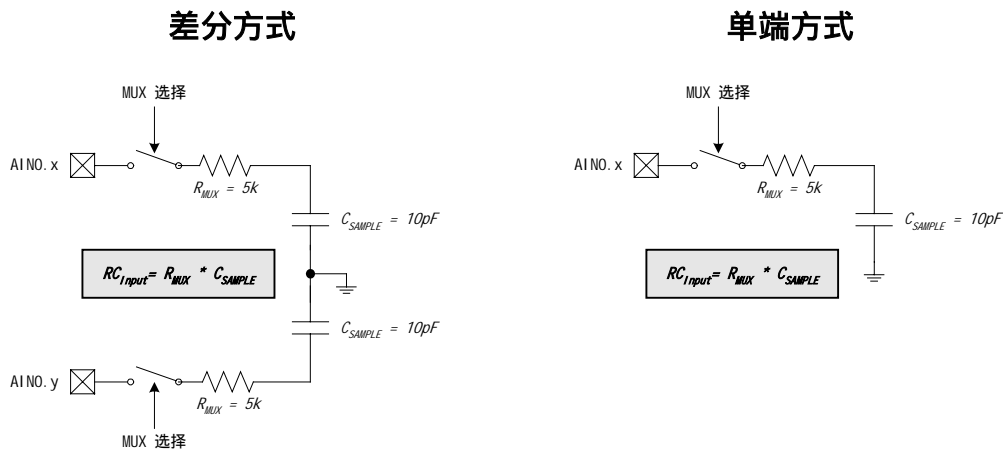 差分方式
MUX 选择
AIN0.x
R_MUX = 5k
C_SAMPLE = 10pF
RC_Input= R_MUX * C_SAMPLE
C_SAMPLE = 10pF
AIN0.y
R_MUX = 5k
MUX 选择
单端方式
MUX 选择
AIN0.x
R_MUX = 5k
C_SAMPLE = 10pF
RC_Input= R_MUX * C_SAMPLE